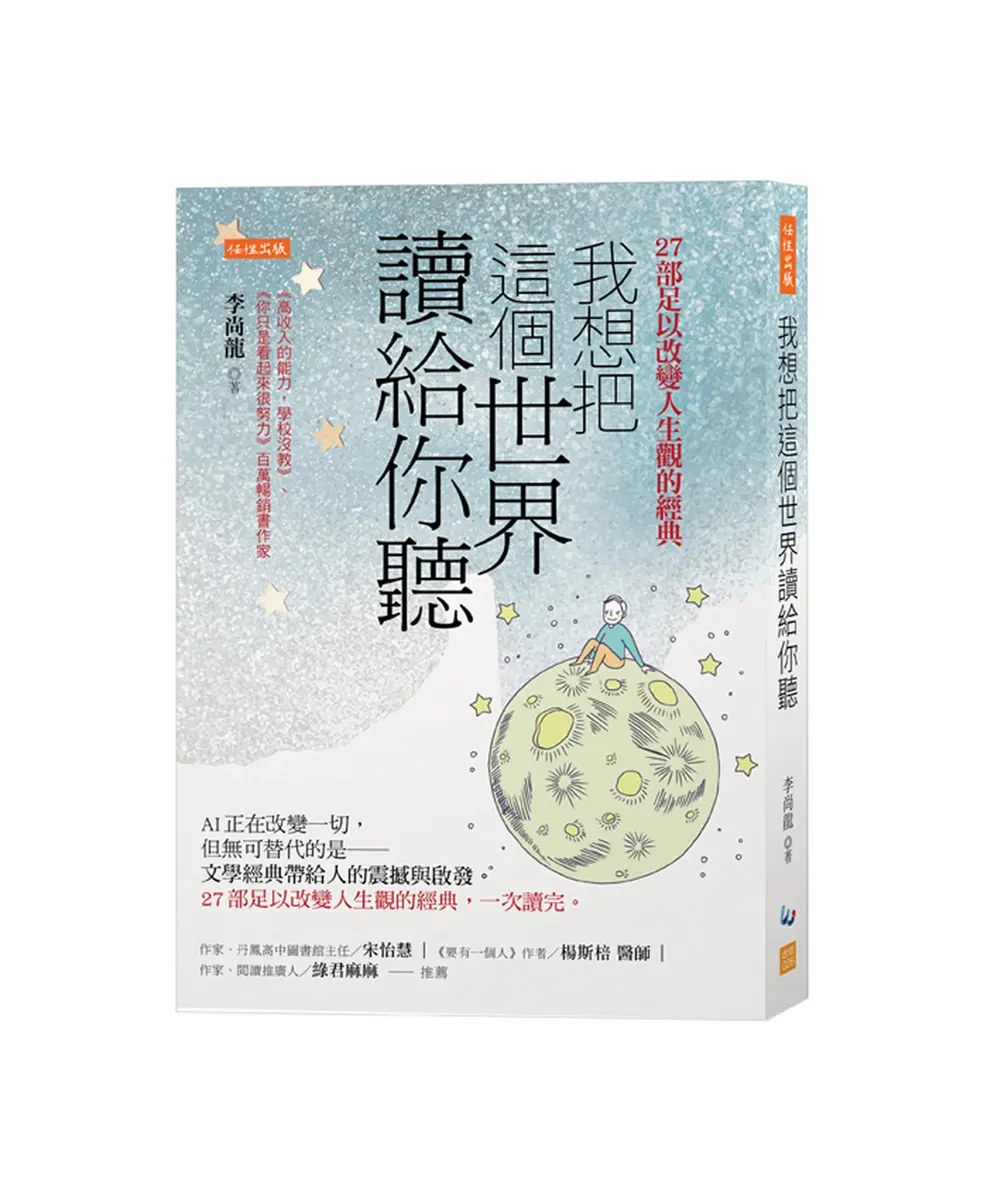 任性出版
27部足以改變人生觀的經典
我想把
這個世界
讀給你聽
《高收入的能力,學校沒教》、
《你只是看起來很努力》百萬暢銷書作家
李尚龍◎著
AI正在改變一切,
但無可替代的是——
文學經典帶給人的震撼與啟發。
27部足以改變人生觀的經典,一次讀完。
作家、丹鳳高中圖書館主任/宋怡慧|《要有一個人》作者/楊斯棓 醫師|
作家、閱讀推廣人/綠君麻麻 —— 推薦
任性出版
我想把這個世界讀給你聽
李尚龍◎著